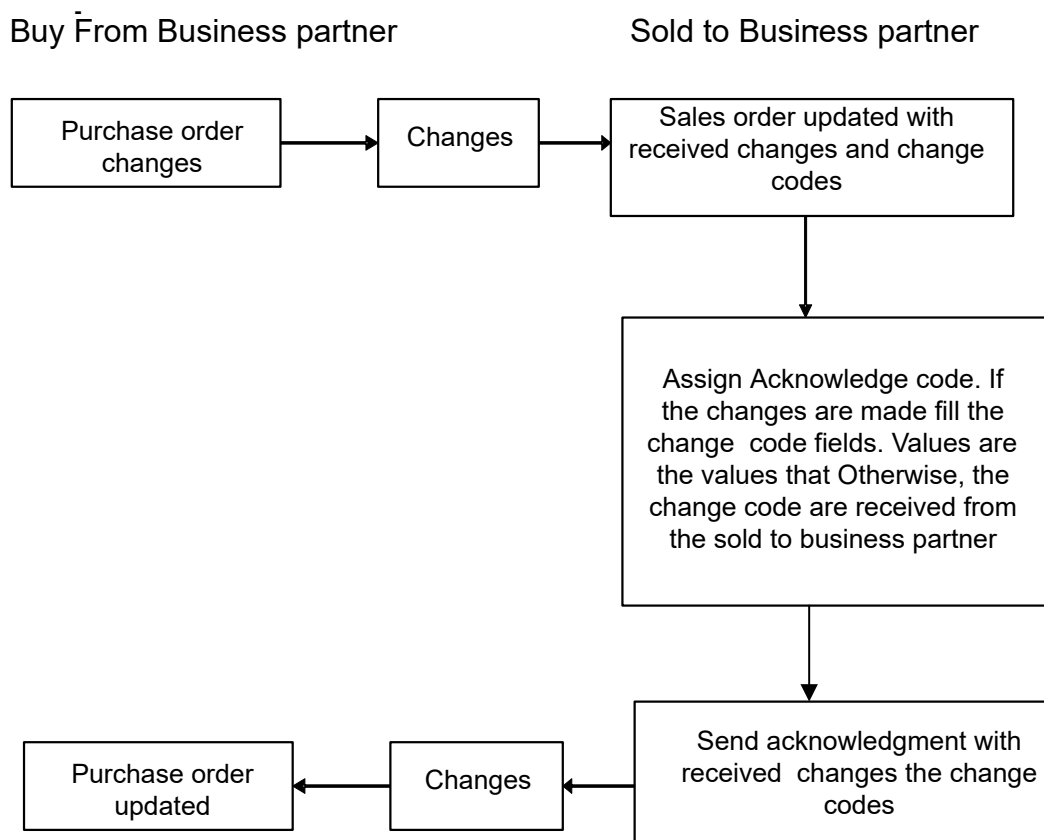 Buy From Business partner
Sold to Business partner
Purchase order
changes
Changes
Sales order updated with
received changes and change
codes
Assign Acknowledge code. If
the changes are made fill the
change code fields. Values are
the values that Otherwise, the
change code are received from
the sold to business partner
Send acknowledgment with
received changes the change
codes
Changes
Purchase order
updated